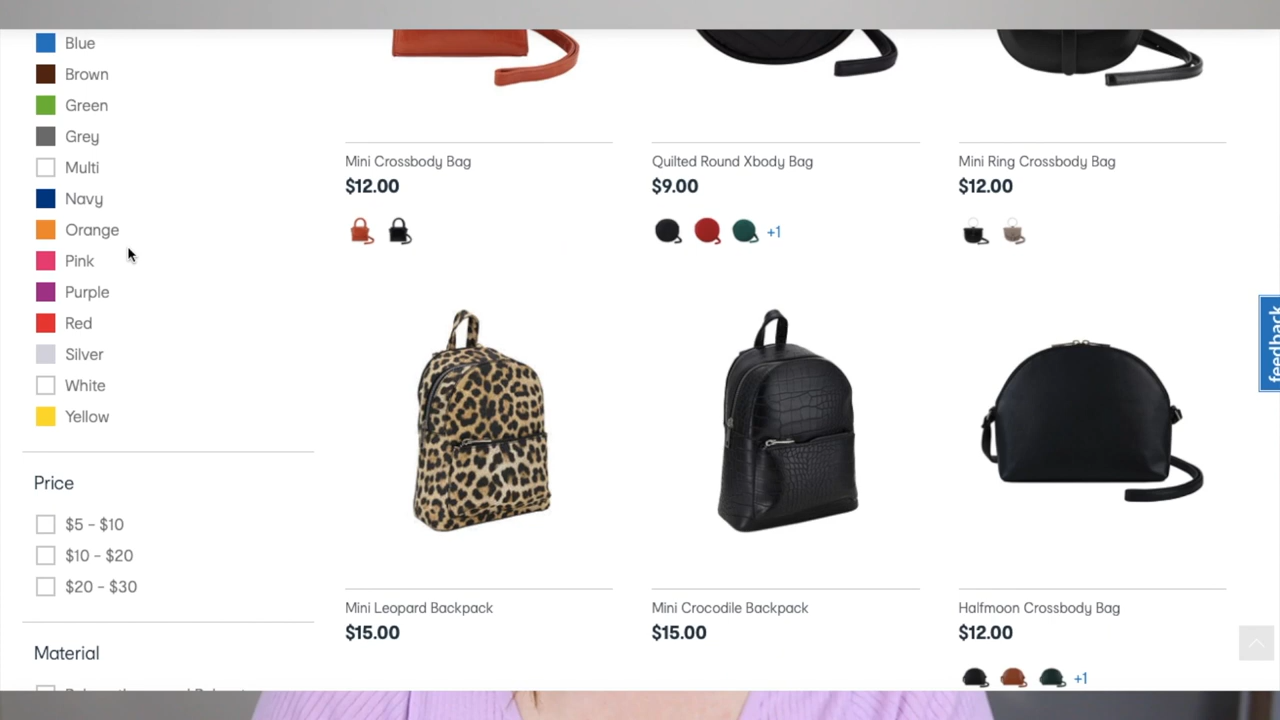 Blue
Brown
Green
Grey
Multi
Navy
Orange
Pink
Purple
Red
Silver
White
Yellow
Price
$5 - $10
$10 - $20
$20 - $30
Material
Mini Crossbody Bag
$12.00
Quilted Round Xbody Bag
$9.00
+1
Mini Ring Crossbody Bag
$12.00
Mini Leopard Backpack
$15.00
Mini Crocodile Backpack
$15.00
Halfmoon Crossbody Bag
$12.00
+1
feedback